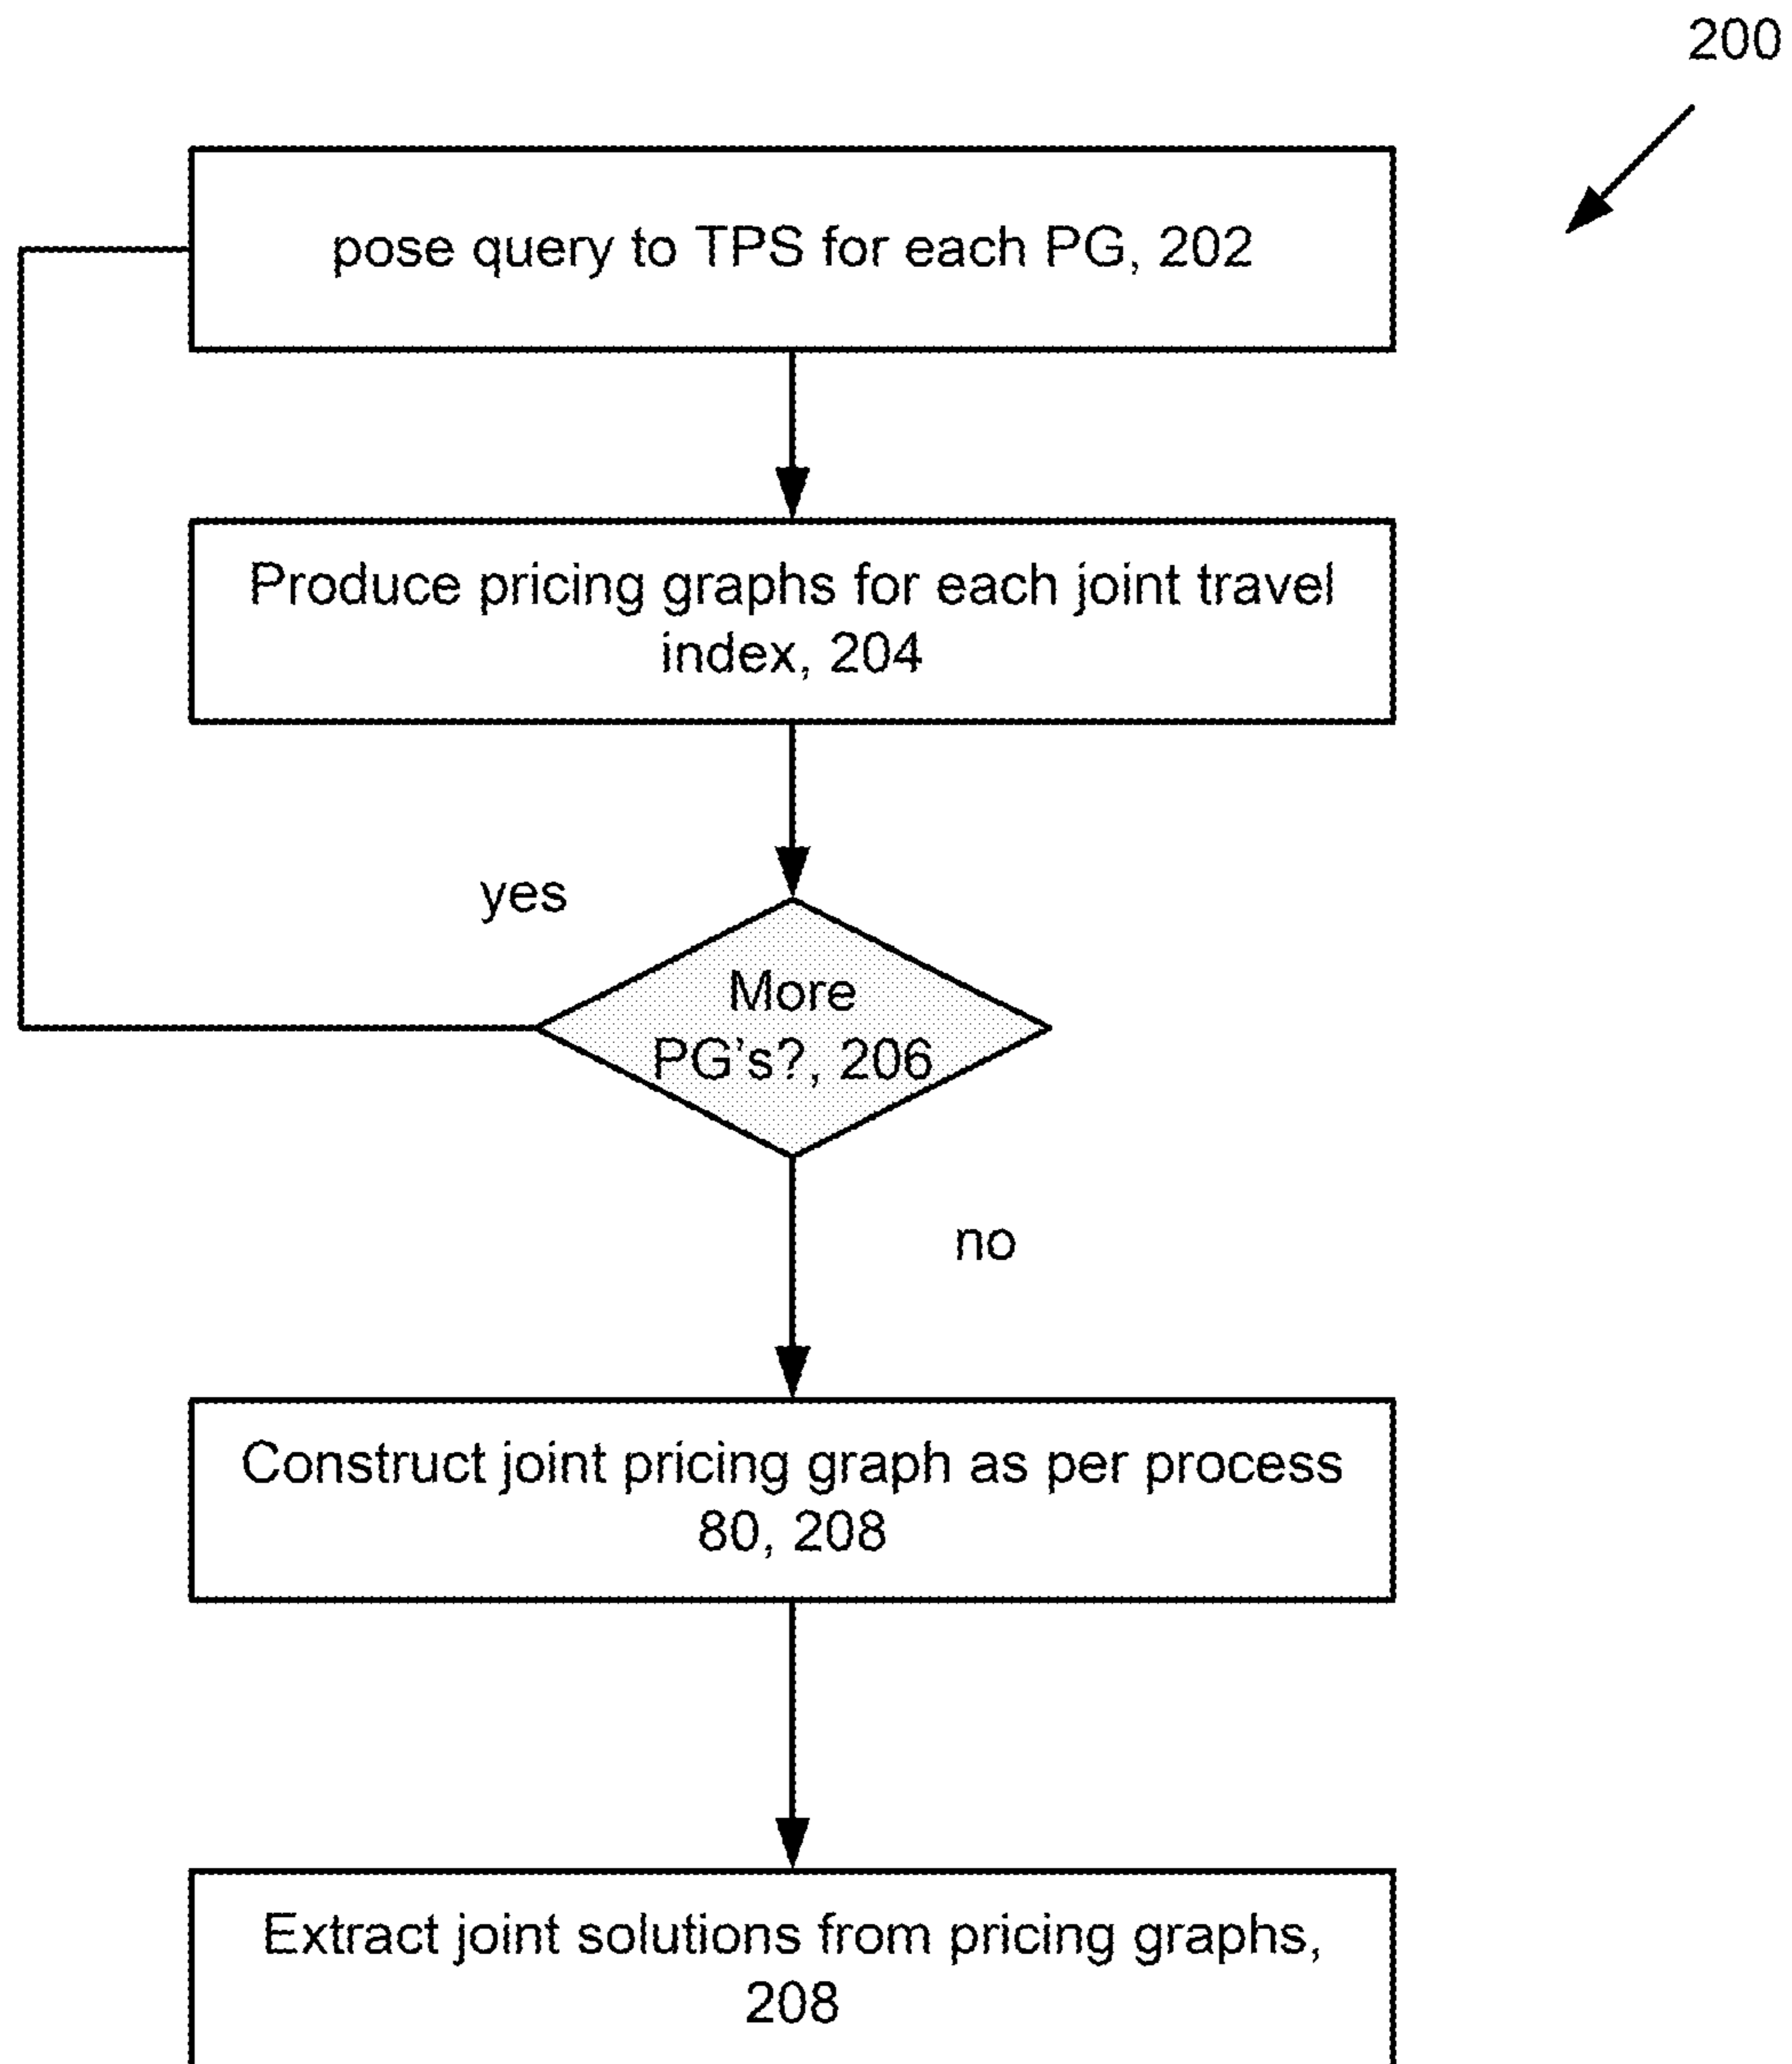 200
pose query to TPS for each PG, 202
Produce pricing graphs for each joint travel
index, 204
yes
More
PG's?, 206
no
Construct joint pricing graph as per process
80, 208
Extract joint solutions from pricing graphs,
208